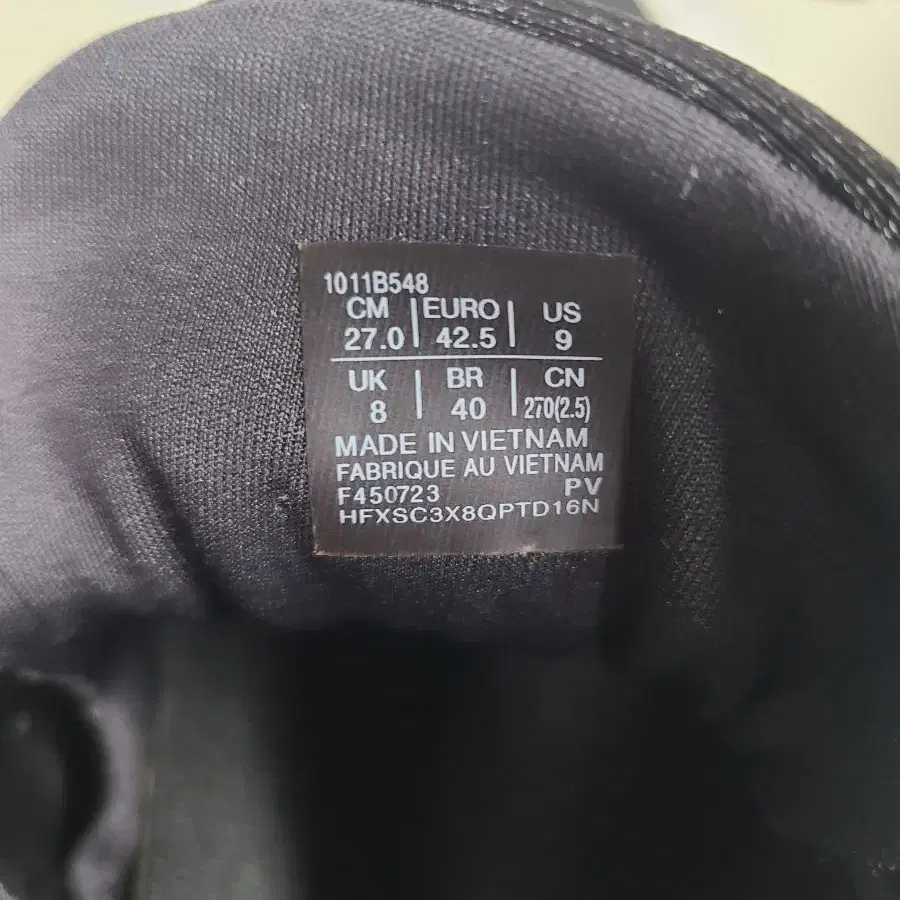 1011B548
CM | EURO | US
27.0 | 42.5 | 9
UK | BR | CN
8 | 40 | 270(2.5)
MADE IN VIETNAM
FABRIQUE AU VIETNAM
F450723 PV
HFXSC3X8QPTD16N